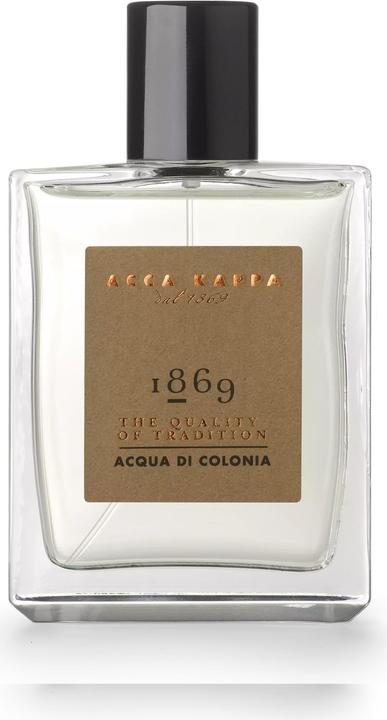 ACCA KAPPA
dal 1869
1869
THE QUALITY
OF TRADITION
ACQUA DI COLONIA